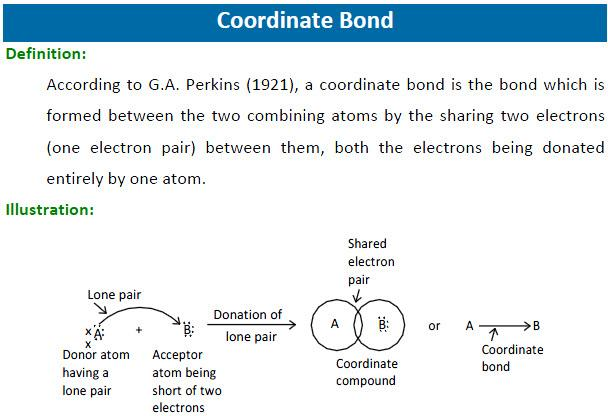 Coordinate Bond
Definition:
According to G.A. Perkins (1921), a coordinate bond is the bond which is
formed between the two combining atoms by the sharing two electrons
(one electron pair) between them, both the electrons being donated
entirely by one atom.
Illustration:
Shared
electron
pair
Lone pair
x A: + B: Donation of A B: or A B
x lone pair
Donor atom
having a
lone pair
Acceptor
atom being
short of two
electrons
Coordinate
compound
Coordinate
bond